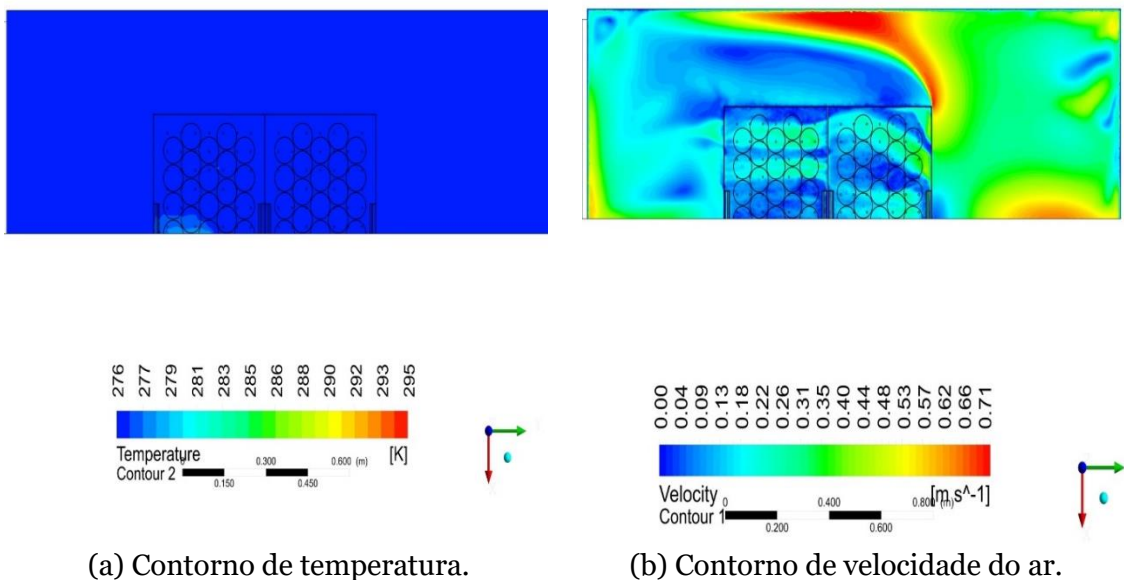 276 277 279 281 283 285 286 288 290 292 293 295
Temperature [K]
Contour 2
0 0.300 0.600 (m)
0.150 0.450
0.00 0.04 0.09 0.13 0.18 0.22 0.26 0.31 0.35 0.40 0.44 0.48 0.53 0.57 0.62 0.66 0.71
Velocity [m s^-1]
Contour 1
0 0.400 0.800 (m)
0.200 0.600
(a) Contorno de temperatura.
(b) Contorno de velocidade do ar.